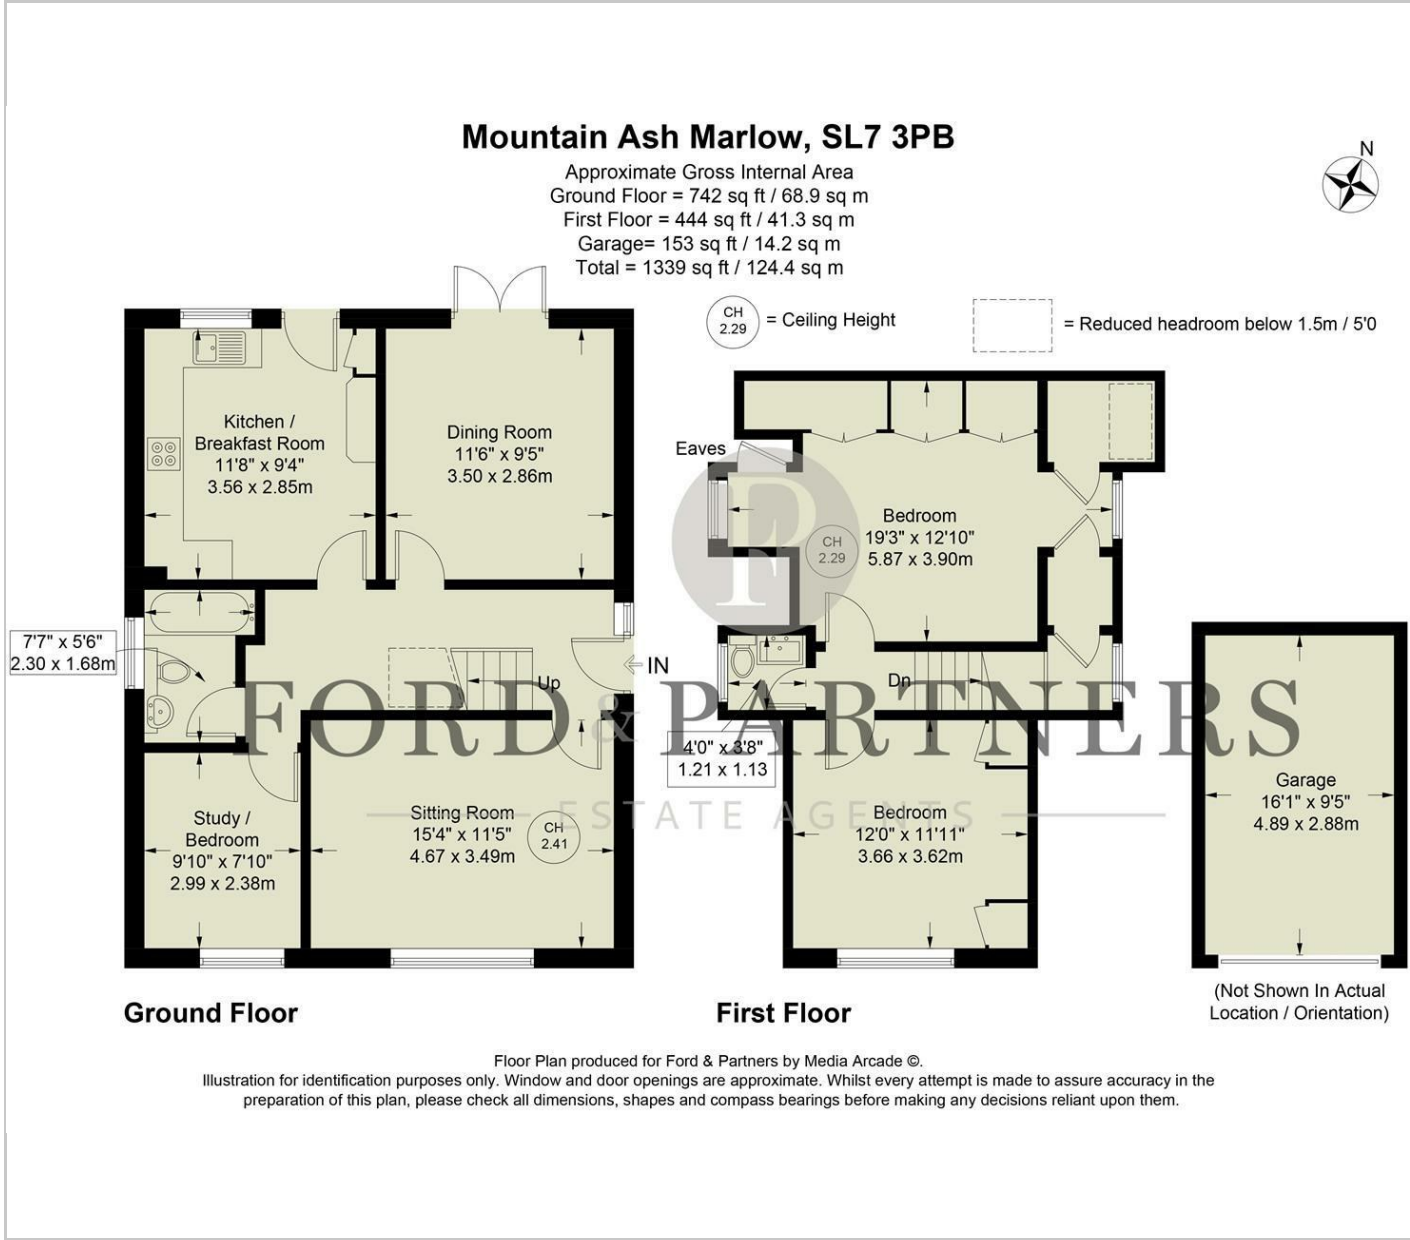 Mountain Ash Marlow, SL7 3PB
Approximate Gross Internal Area
Ground Floor = 742 sq ft / 68.9 sq m
First Floor = 444 sq ft / 41.3 sq m
Garage= 153 sq ft / 14.2 sq m
Total = 1339 sq ft / 124.4 sq m
N
CH
2.29
= Ceiling Height
= Reduced headroom below 1.5m / 5'0
Kitchen /
Breakfast Room
11'8" x 9'4"
3.56 x 2.85m
Dining Room
11'6" x 9'5"
3.50 x 2.86m
7'7" x 5'6"
2.30 x 1.68m
IN
Up
Study /
Bedroom
9'10" x 7'10"
2.99 x 2.38m
Sitting Room
15'4" x 11'5"
4.67 x 3.49m
CH
2.41
Ground Floor
Eaves
Bedroom
19'3" x 12'10"
5.87 x 3.90m
CH
2.29
Dn
4'0" x 3'8"
1.21 x 1.13
Bedroom
12'0" x 11'11"
3.66 x 3.62m
First Floor
Garage
16'1" x 9'5"
4.89 x 2.88m
(Not Shown In Actual
Location / Orientation)
FP
FORD & PARTNERS
ESTATE AGENTS
Floor Plan produced for Ford & Partners by Media Arcade ©.
Illustration for identification purposes only. Window and door openings are approximate. Whilst every attempt is made to assure accuracy in the
preparation of this plan, please check all dimensions, shapes and compass bearings before making any decisions reliant upon them.